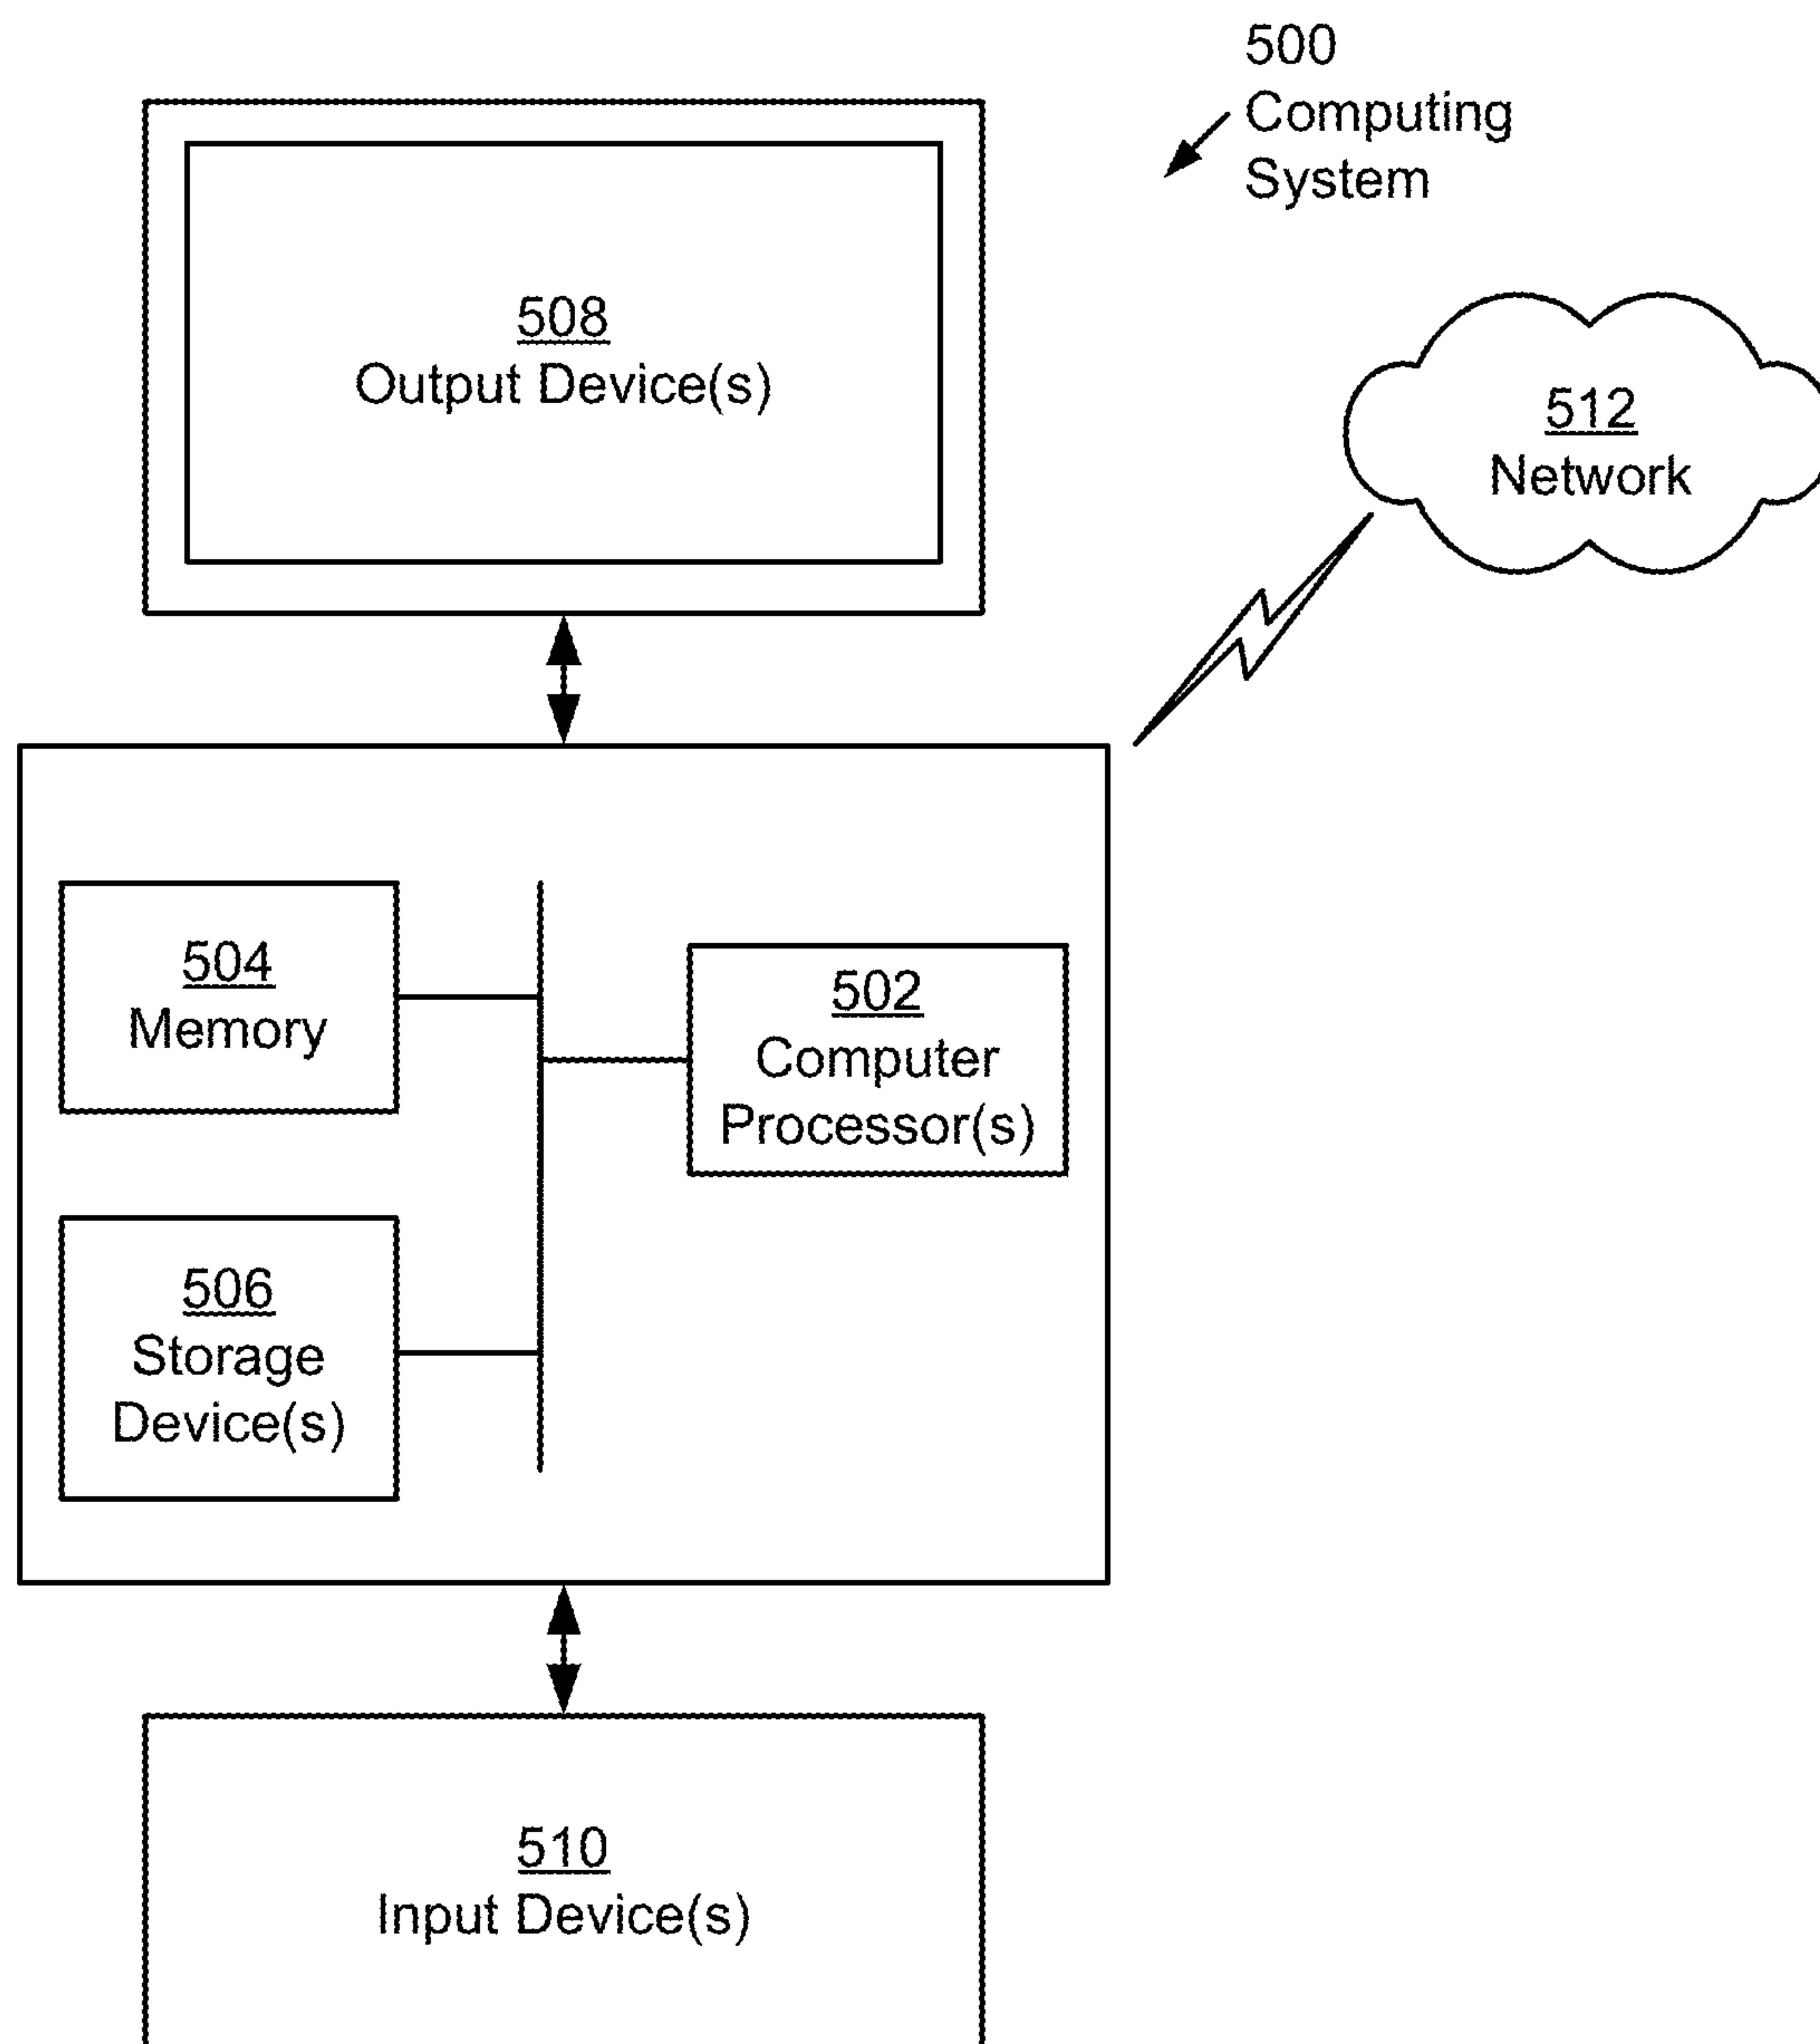 500
Computing
System
508
Output Device(s)
512
Network
504
Memory
502
Computer
Processor(s)
506
Storage
Device(s)
510
Input Device(s)